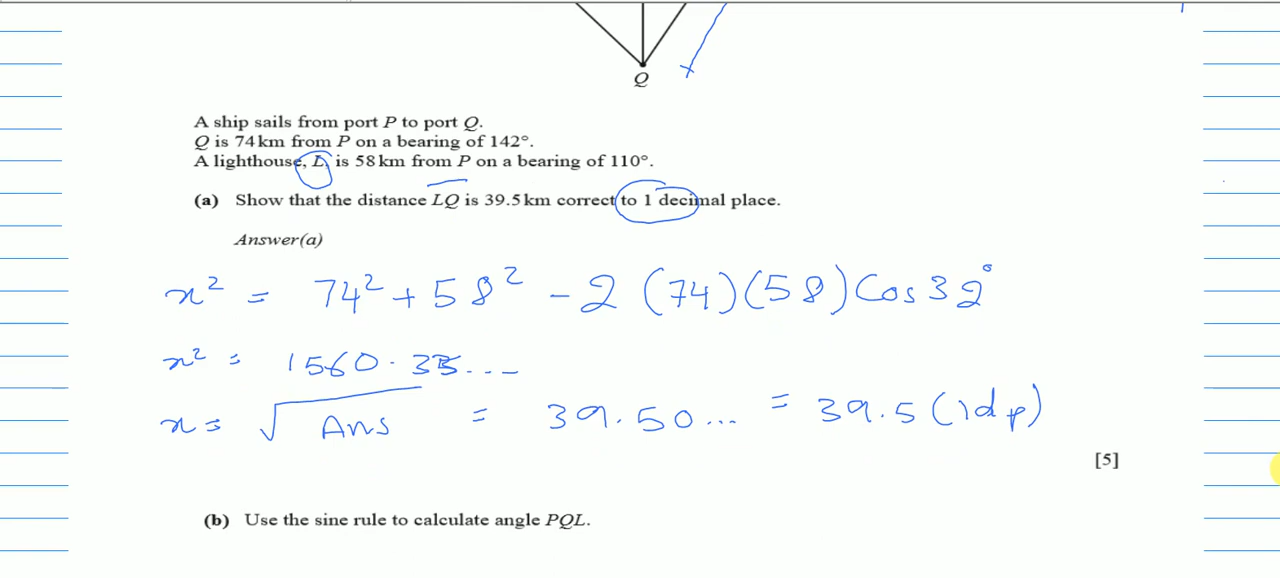 Q
A ship sails from port P to port Q.
Q is 74 km from P on a bearing of 142°.
A lighthouse, L, is 58 km from P on a bearing of 110°.
(a) Show that the distance LQ is 39.5 km correct to 1 decimal place.
Answer(a)
x² = 74² + 58² - 2 (74)(58) Cos 32°
x² = 1560.33...
x = √Ans = 39.50... = 39.5 (1dp)
[5]
(b) Use the sine rule to calculate angle PQL.